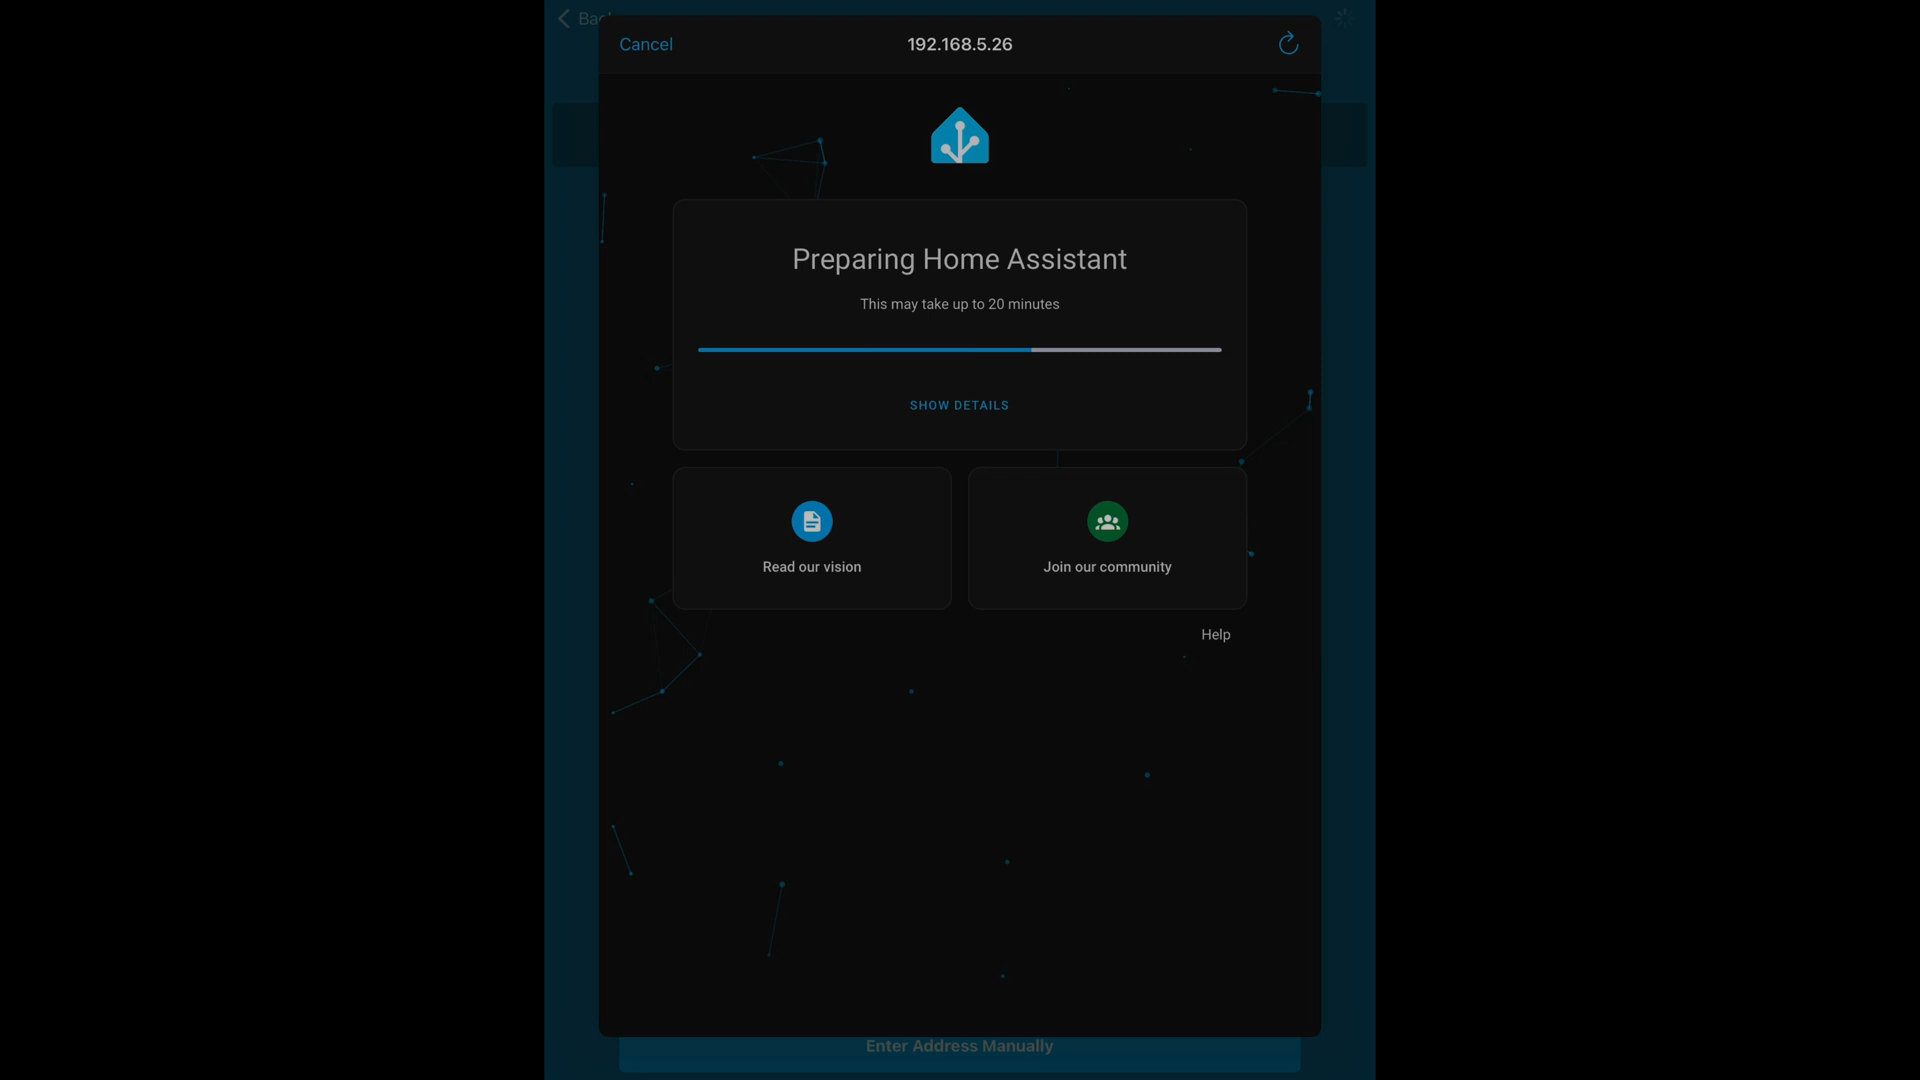 Cancel
192.168.5.26
Preparing Home Assistant
This may take up to 20 minutes
SHOW DETAILS
Read our vision
Join our community
Help
Enter Address Manually